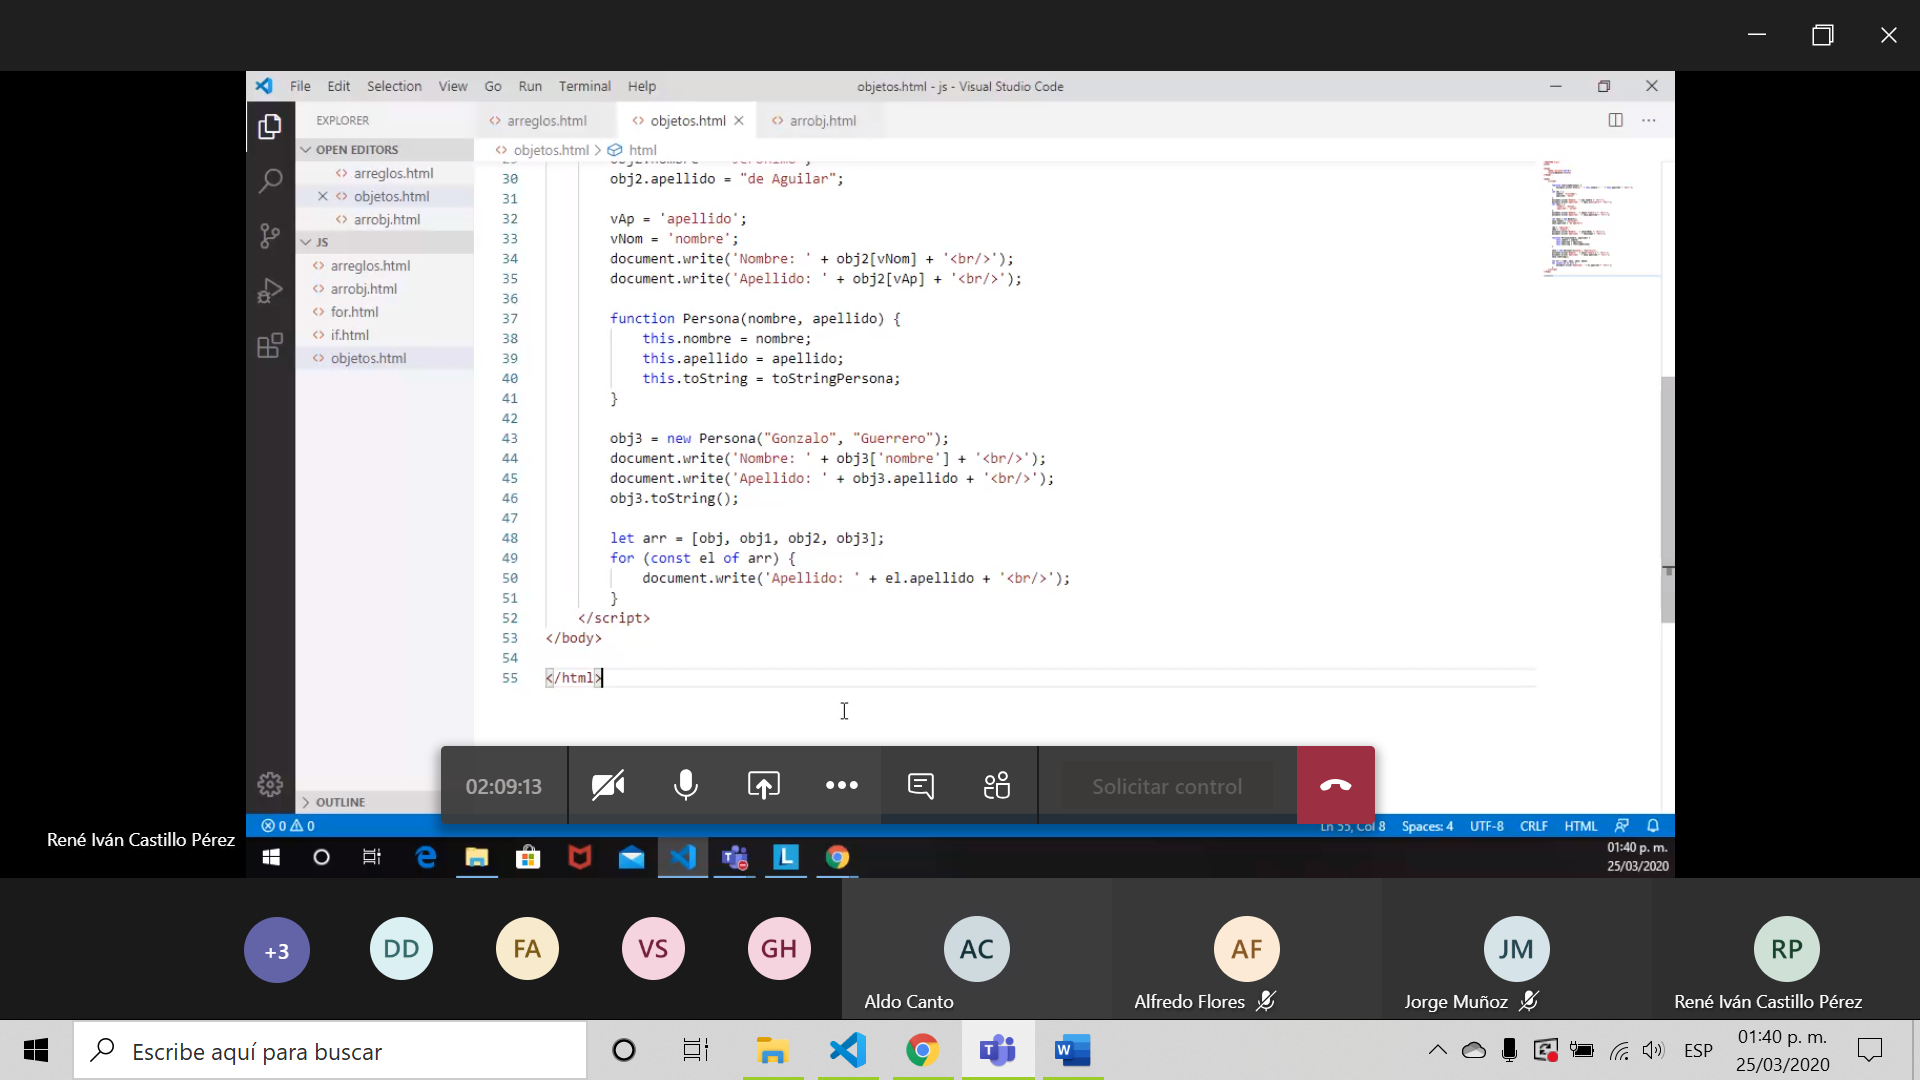 File Edit Selection View Go Run Terminal Help
objetos.html - js - Visual Studio Code
EXPLORER
OPEN EDITORS
arreglos.html
objetos.html
arrobj.html
JS
arreglos.html
arrobj.html
for.html
if.html
objetos.html
OUTLINE
arreglos.html objetos.html arrobj.html
objetos.html > html
30 obj2.apellido = "de Aguilar";
31
32 vAp = 'apellido';
33 vNom = 'nombre';
34 document.write('Nombre: ' + obj2[vNom] + '<br/>');
35 document.write('Apellido: ' + obj2[vAp] + '<br/>');
36
37 function Persona(nombre, apellido) {
38 this.nombre = nombre;
39 this.apellido = apellido;
40 this.toString = toStringPersona;
41 }
42
43 obj3 = new Persona("Gonzalo", "Guerrero");
44 document.write('Nombre: ' + obj3['nombre'] + '<br/>');
45 document.write('Apellido: ' + obj3.apellido + '<br/>');
46 obj3.toString();
47
48 let arr = [obj, obj1, obj2, obj3];
49 for (const el of arr) {
50 document.write('Apellido: ' + el.apellido + '<br/>');
51 }
52 </script>
53 </body>
54
55 </html>
02:09:13
Solicitar control
0 0
Ln 55, Col 8 Spaces: 4 UTF-8 CRLF HTML
René Iván Castillo Pérez
L
01:40 p. m.
25/03/2020
+3 DD FA VS GH AC AF JM RP
Aldo Canto
Alfredo Flores
Jorge Muñoz
René Iván Castillo Pérez
Escribe aquí para buscar
ESP
01:40 p. m.
25/03/2020